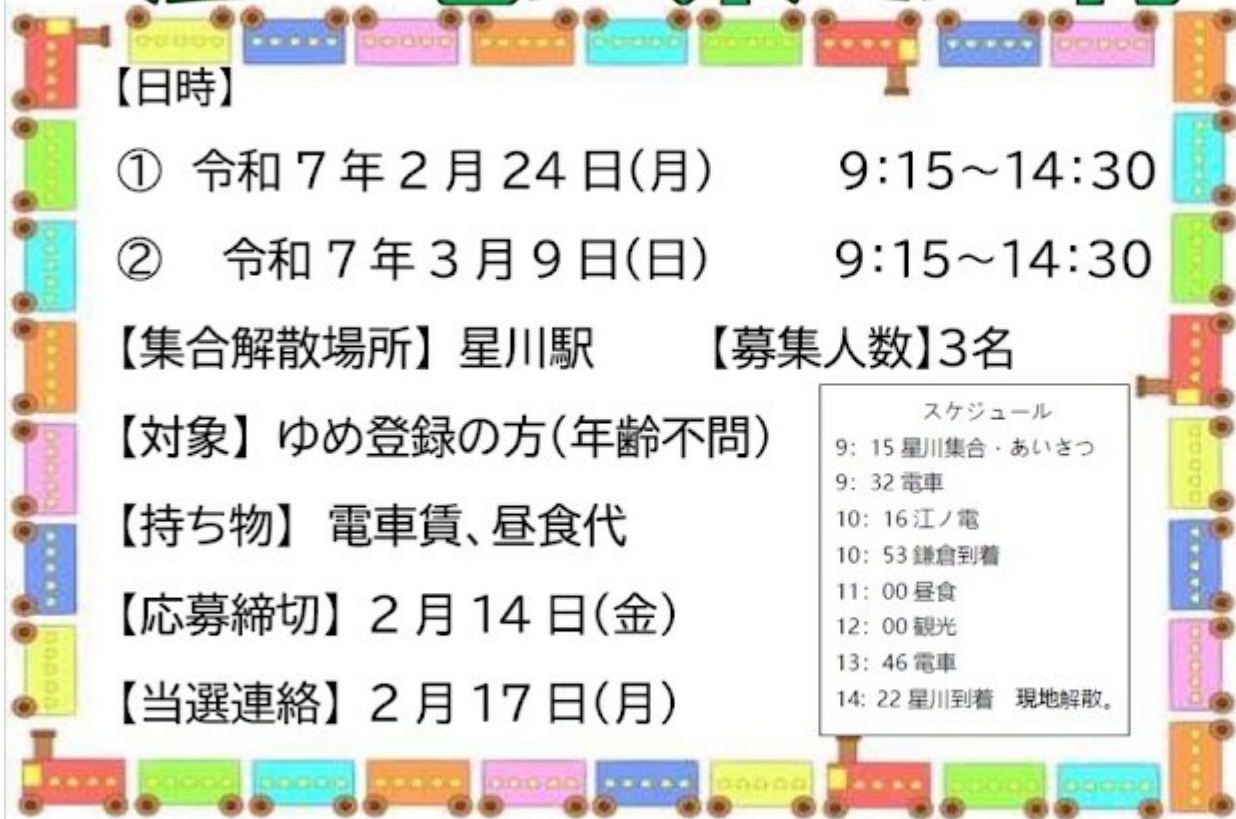 【日時】
① 令和7年2月24日(月) 9:15~14:30
② 令和7年3月9日(日) 9:15~14:30
【集合解散場所】星川駅 【募集人数】3名
【対象】ゆめ登録の方(年齢不問)
【持ち物】 電車賃、昼食代
【応募締切】2月14日(金)
【当選連絡】2月17日(月)
スケジュール
9: 15 星川集合・あいさつ
9: 32 電車
10: 16 江ノ電
10: 53 鎌倉到着
11: 00 昼食
12: 00 観光
13: 46 電車
14: 22 星川到着 現地解散。